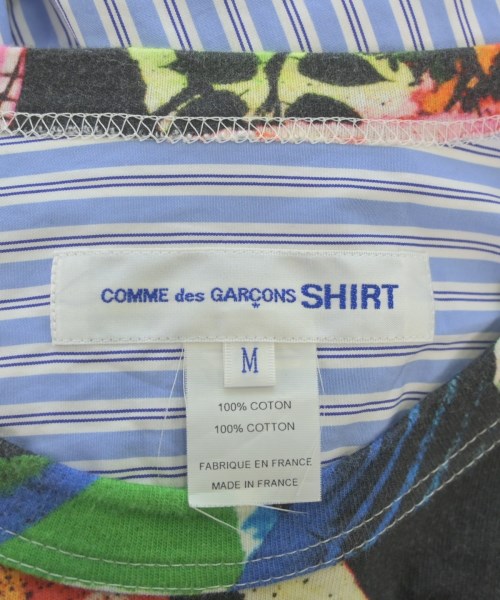 COMME des GARÇONS SHIRT
M
100% COTON
100% COTTON
FABRIQUE EN FRANCE
MADE IN FRANCE